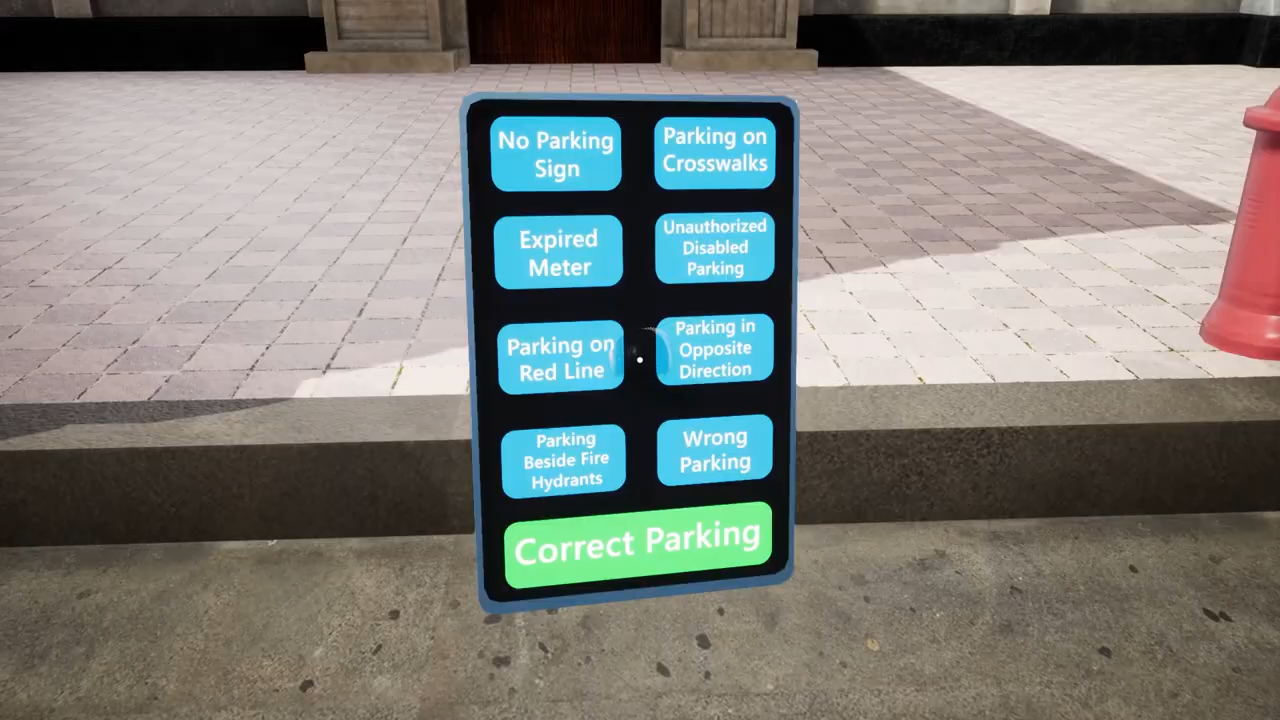 No Parking
Sign
Parking on
Crosswalks
Expired
Meter
Unauthorized
Disabled
Parking
Parking on
Red Line
Parking in
Opposite
Direction
Parking
Beside Fire
Hydrants
Wrong
Parking
Correct Parking